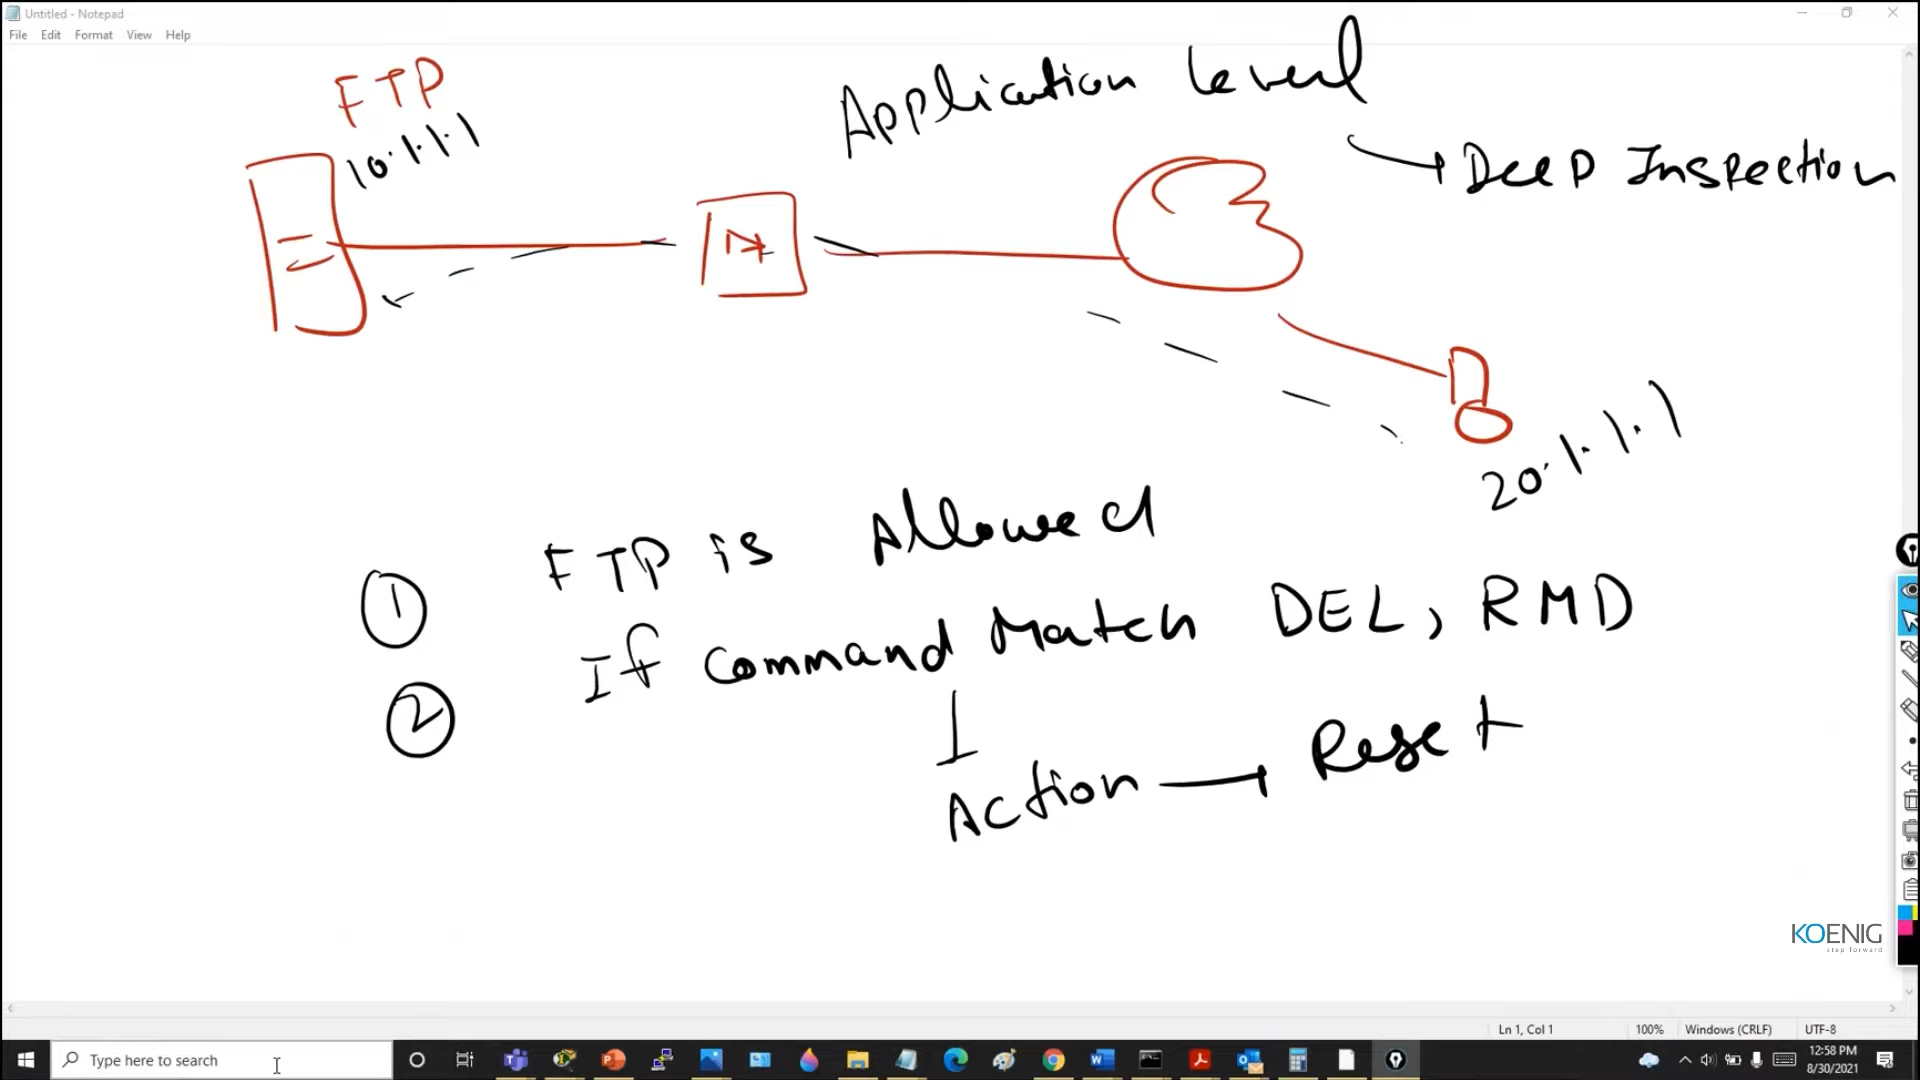 Untitled - Notepad
File Edit Format View Help
FTP
10.1.1.1
Application Level
Deep Inspection
20.1.1.1
1 FTP is Allowed
2 If command Match DEL, RMD
Action → Reset
KOENIG
step forward
Ln 1, Col 1 100% Windows (CRLF) UTF-8
Type here to search
12:58 PM
8/30/2021